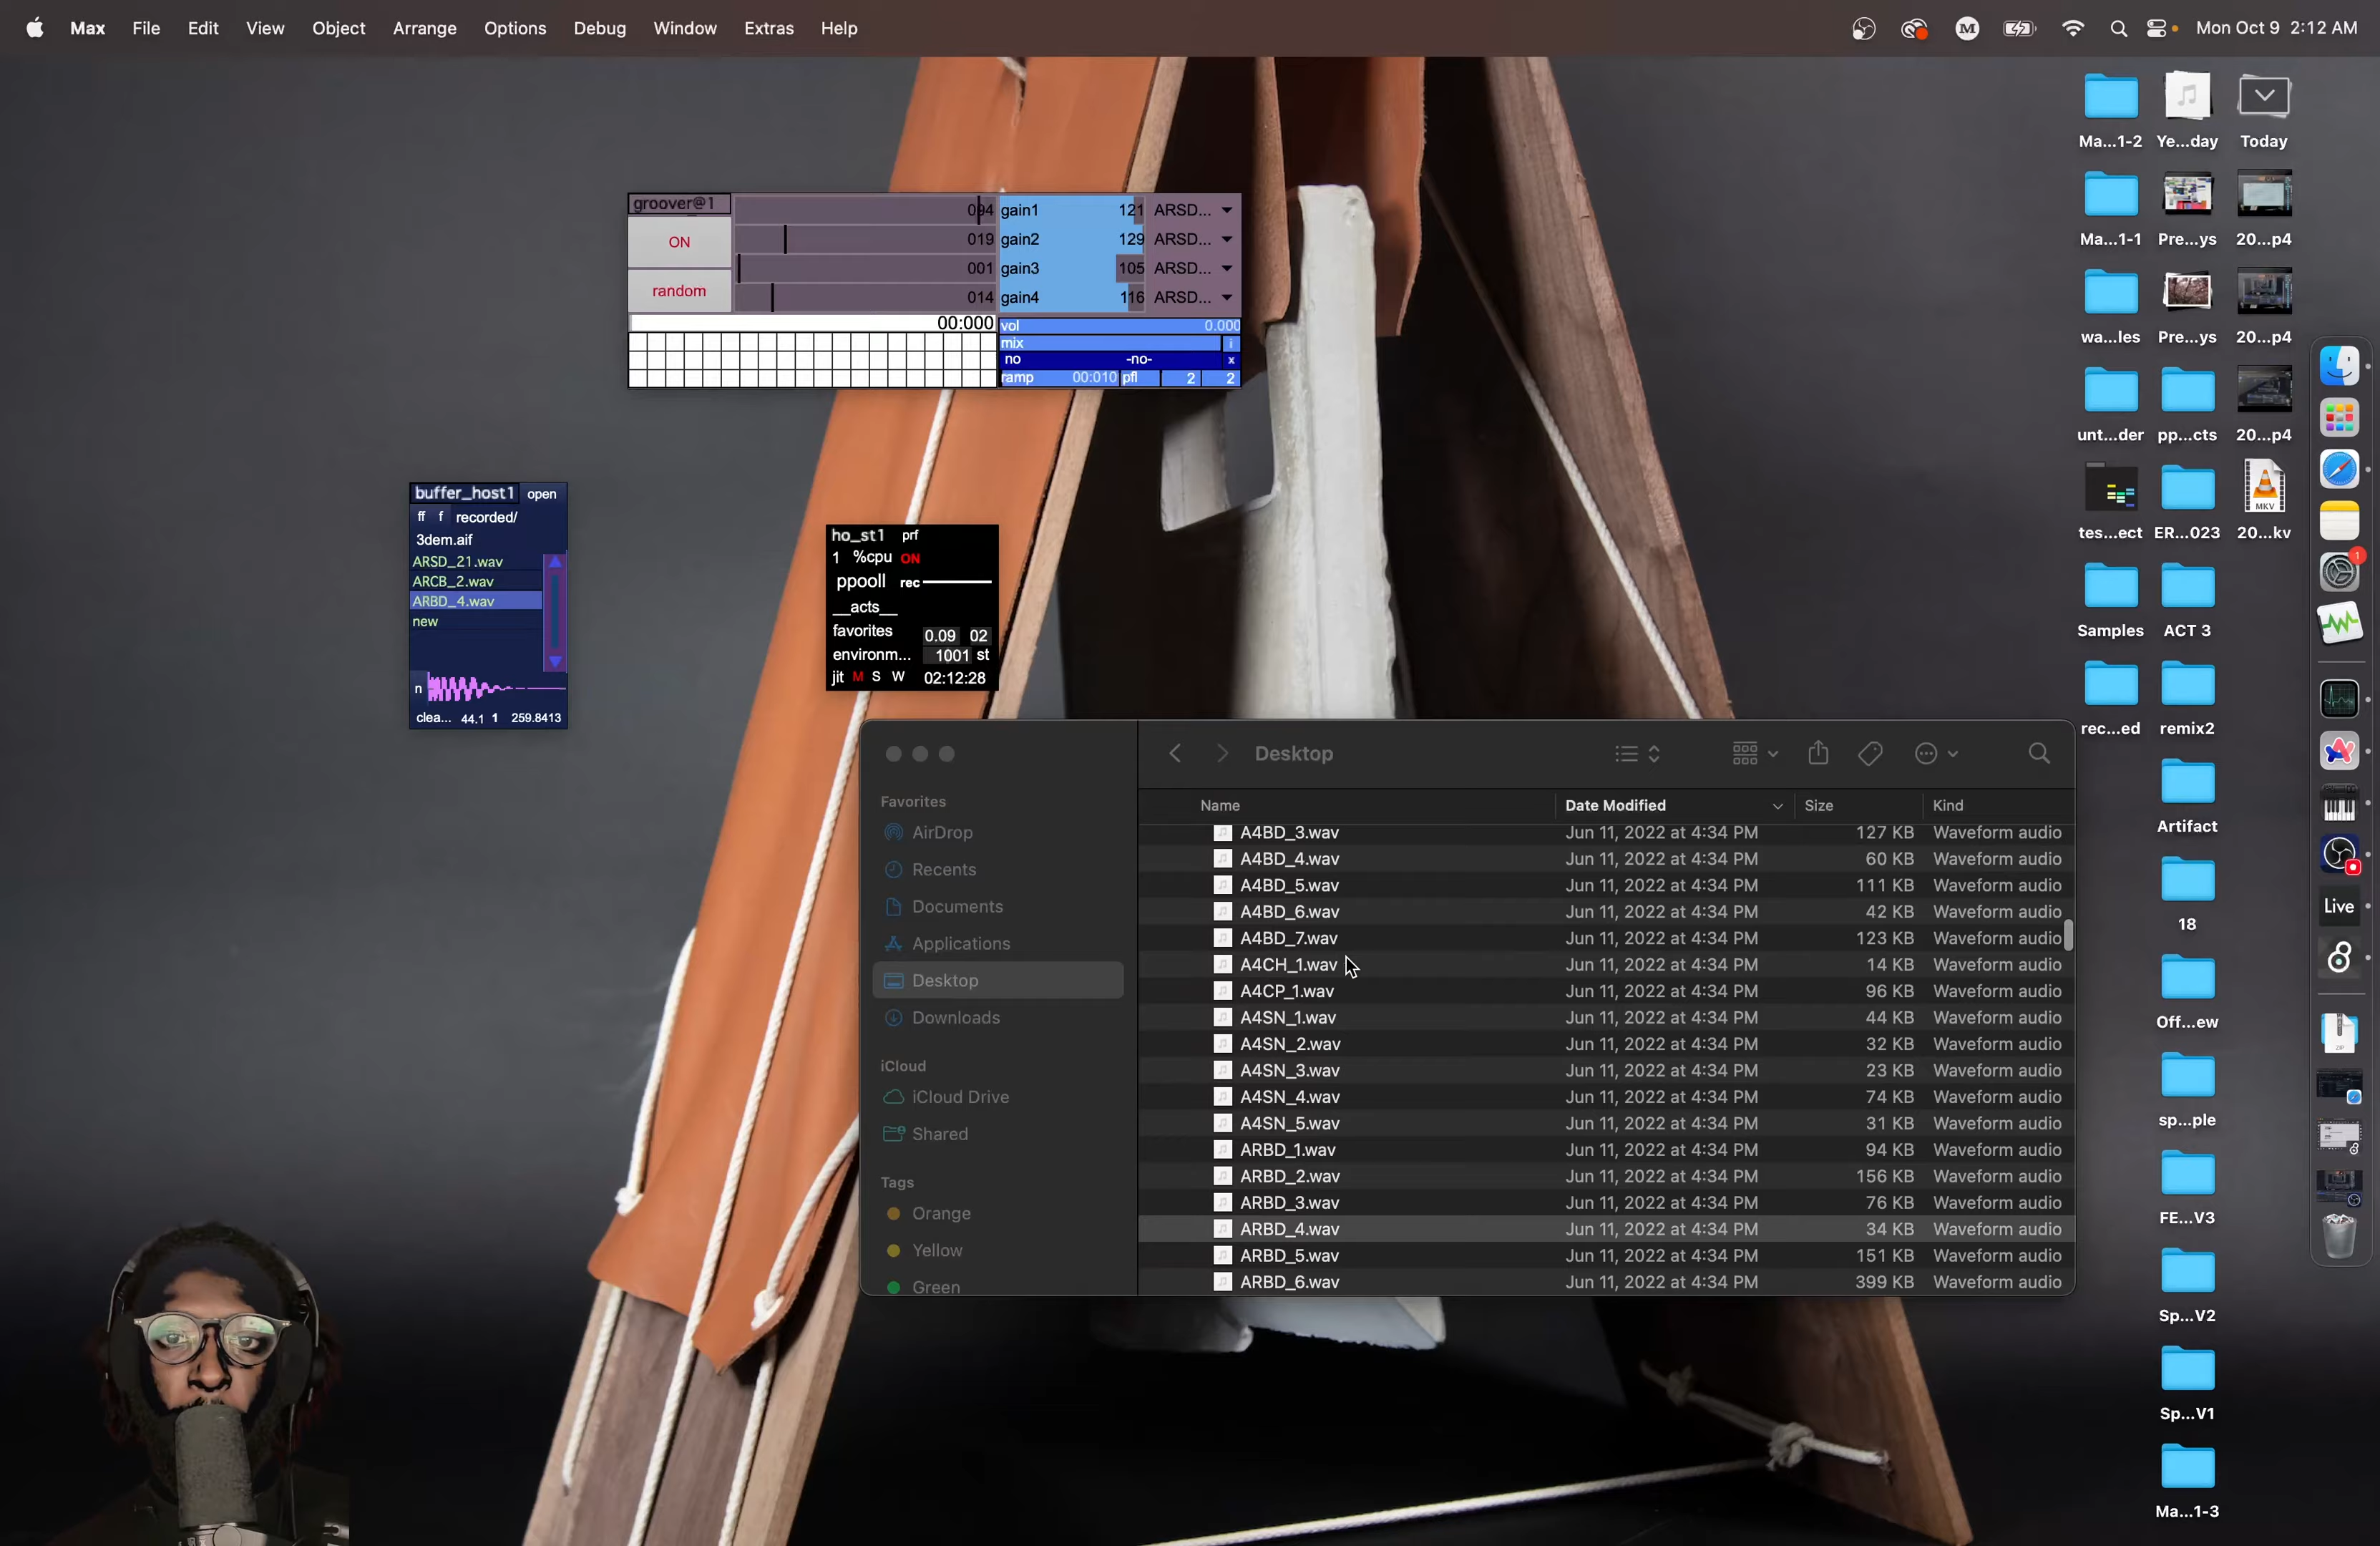 Max File Edit View Object Arrange Options Debug Window Extras Help
M
Mon Oct 9 2:12 AM
Ma...1-2 Ye...day Today
Ma...1-1 Pre...ys 20...p4
wa...les Pre...ys 20...p4
unt...der pp...cts 20...p4
MKV
tes...ect ER...023 20...kv
Samples ACT 3
rec...ed remix2
Artifact
18
Off...ew
sp...ple
FE...V3
Sp...V2
Sp...V1
Ma...1-3
1
Live
ZIP
groover@1
ON
random
094 gain1 121 ARSD...
019 gain2 129 ARSD...
001 gain3 105 ARSD...
014 gain4 116 ARSD...
00:000
vol 0.000
mix i
no -no- x
ramp 00:010 pfl 2 2
buffer_host1 open
ff f recorded/
3dem.aif
ARSD_21.wav
ARCB_2.wav
ARBD_4.wav
new
n
clea... 44.1 1 259.8413
ho_st1 prf
1 %cpu ON
ppooll rec
__acts__
favorites 0.09 02
environm... 1001 st
jit M S W 02:12:28
Desktop
Favorites
AirDrop
Recents
Documents
Applications
Desktop
Downloads
iCloud
iCloud Drive
Shared
Tags
Orange
Yellow
Green
Name Date Modified Size Kind
A4BD_3.wav Jun 11, 2022 at 4:34 PM 127 KB Waveform audio
A4BD_4.wav Jun 11, 2022 at 4:34 PM 60 KB Waveform audio
A4BD_5.wav Jun 11, 2022 at 4:34 PM 111 KB Waveform audio
A4BD_6.wav Jun 11, 2022 at 4:34 PM 42 KB Waveform audio
A4BD_7.wav Jun 11, 2022 at 4:34 PM 123 KB Waveform audio
A4CH_1.wav Jun 11, 2022 at 4:34 PM 14 KB Waveform audio
A4CP_1.wav Jun 11, 2022 at 4:34 PM 96 KB Waveform audio
A4SN_1.wav Jun 11, 2022 at 4:34 PM 44 KB Waveform audio
A4SN_2.wav Jun 11, 2022 at 4:34 PM 32 KB Waveform audio
A4SN_3.wav Jun 11, 2022 at 4:34 PM 23 KB Waveform audio
A4SN_4.wav Jun 11, 2022 at 4:34 PM 74 KB Waveform audio
A4SN_5.wav Jun 11, 2022 at 4:34 PM 31 KB Waveform audio
ARBD_1.wav Jun 11, 2022 at 4:34 PM 94 KB Waveform audio
ARBD_2.wav Jun 11, 2022 at 4:34 PM 156 KB Waveform audio
ARBD_3.wav Jun 11, 2022 at 4:34 PM 76 KB Waveform audio
ARBD_4.wav Jun 11, 2022 at 4:34 PM 34 KB Waveform audio
ARBD_5.wav Jun 11, 2022 at 4:34 PM 151 KB Waveform audio
ARBD_6.wav Jun 11, 2022 at 4:34 PM 399 KB Waveform audio